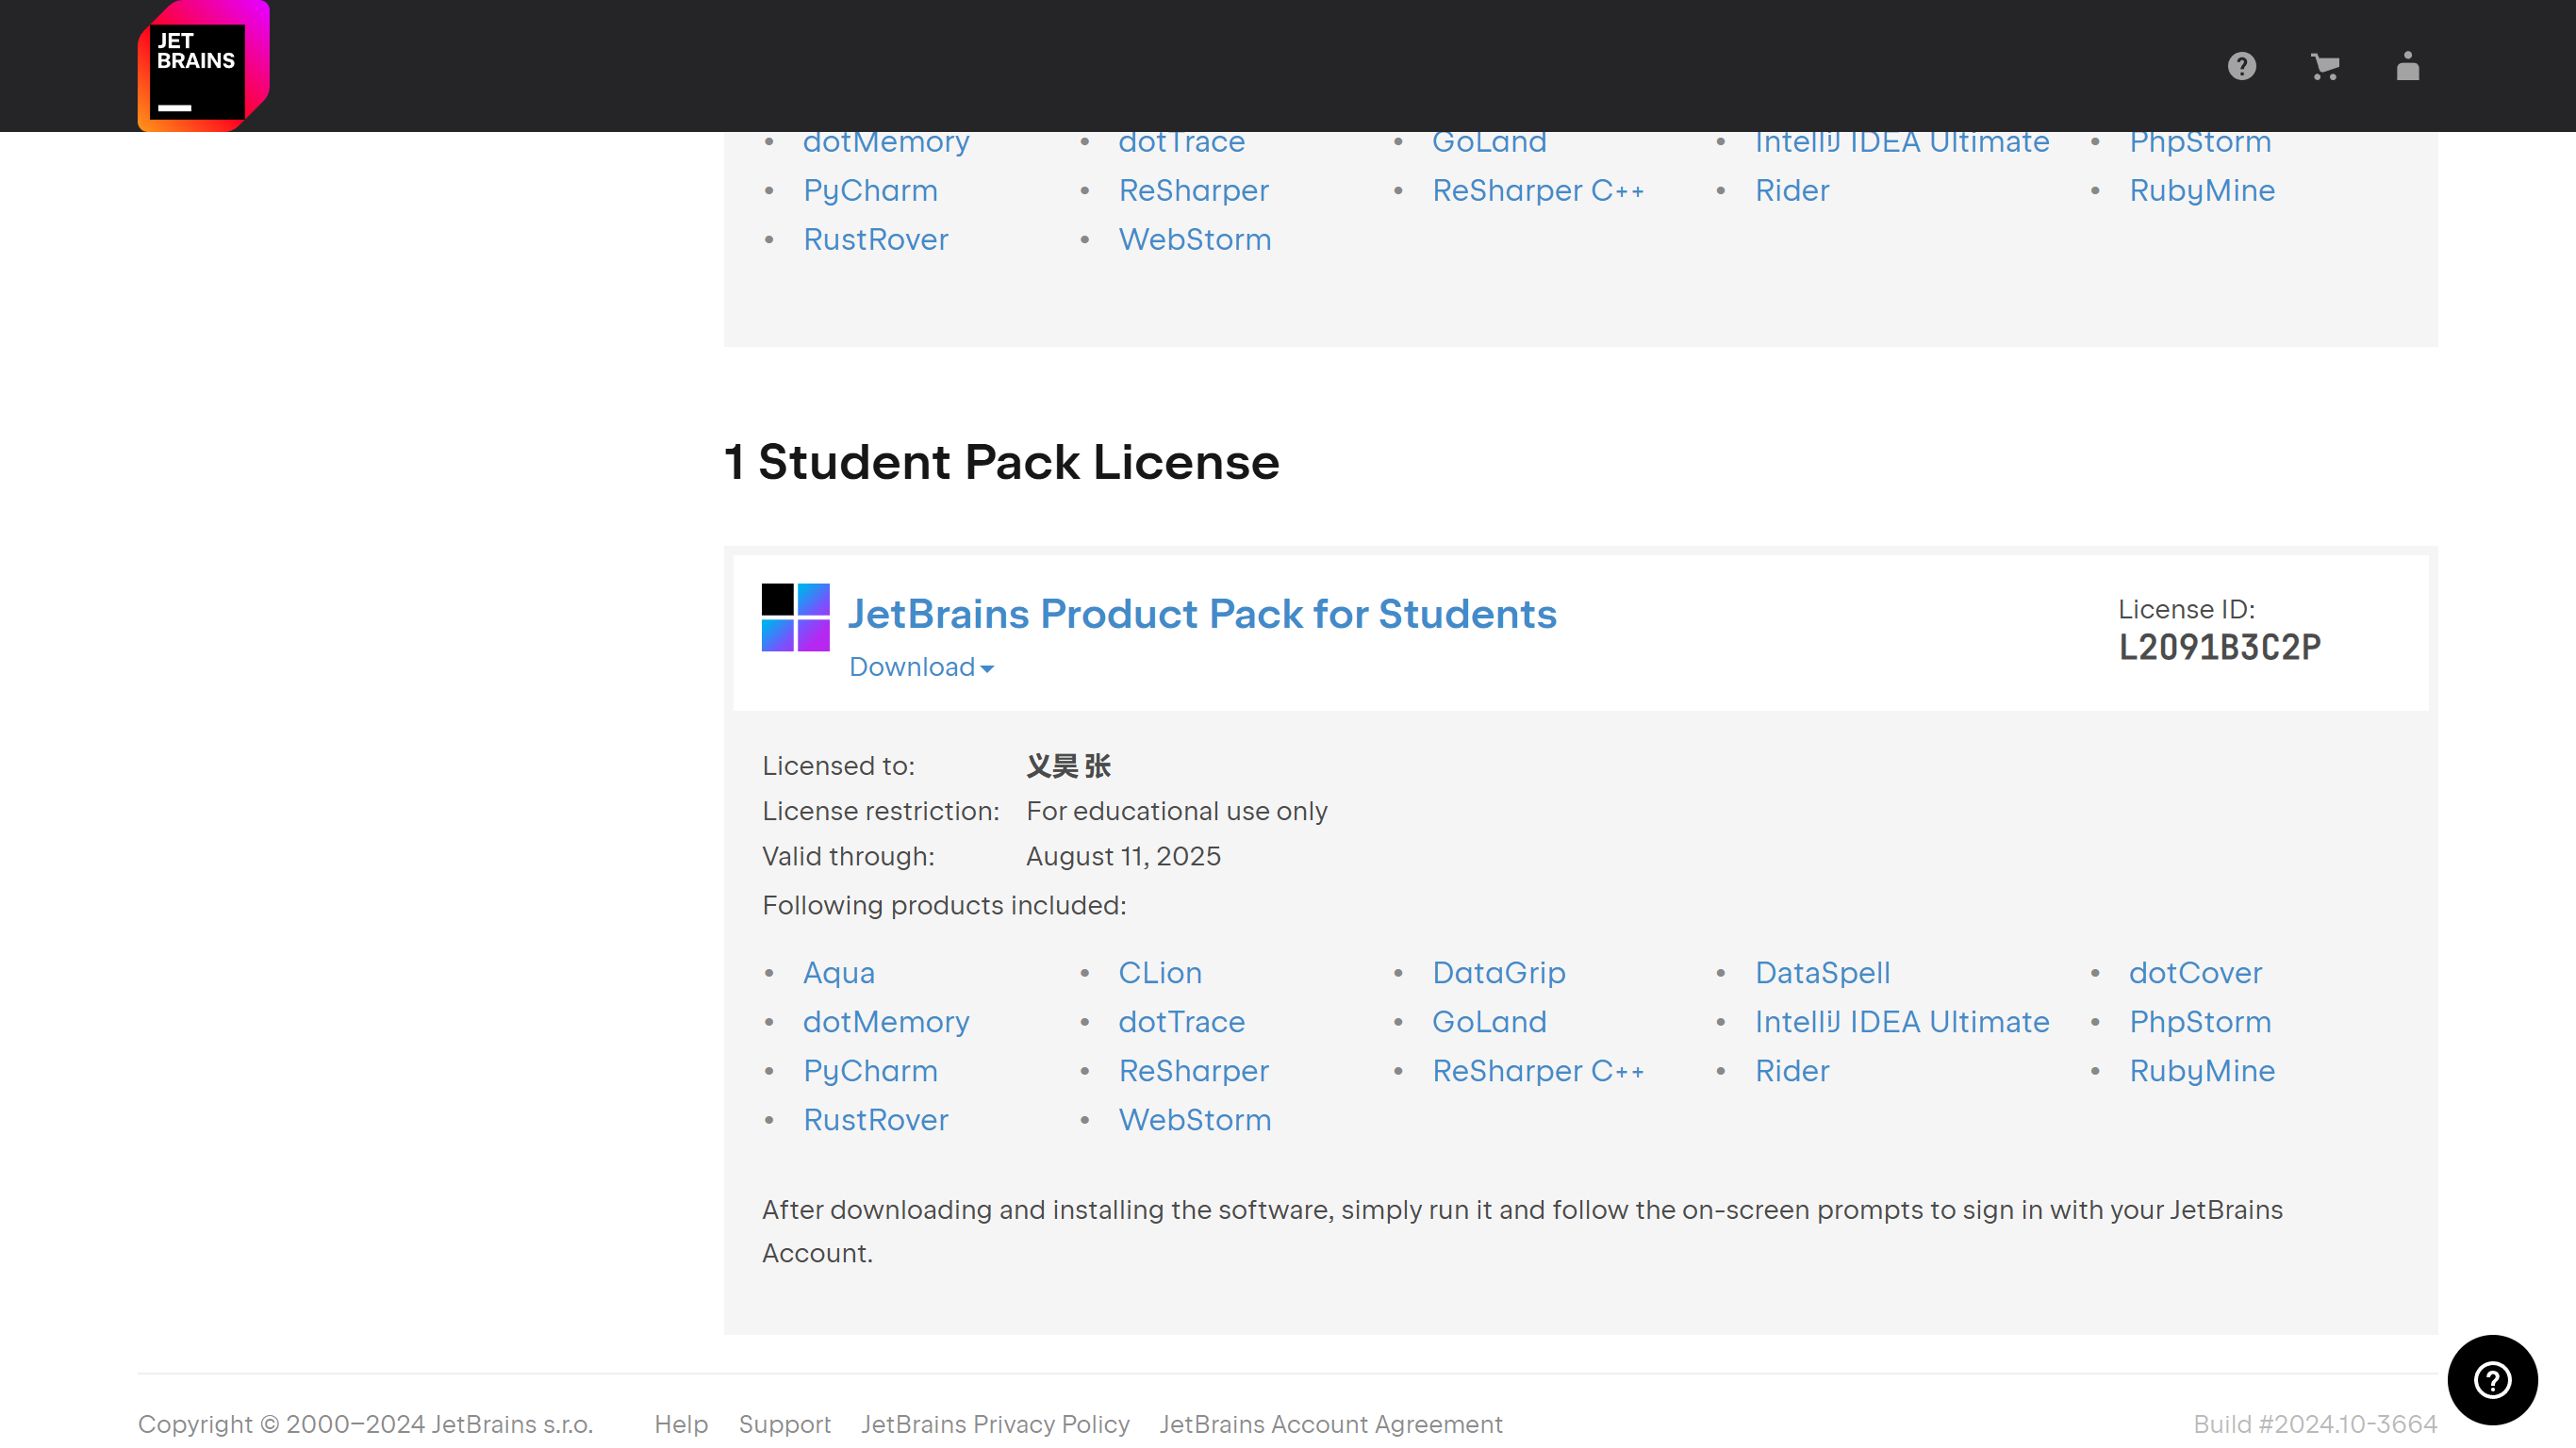 JET
BRAINS
• dotMemory • dotTrace • GoLand • IntelliJ IDEA Ultimate • PhpStorm
• PyCharm • ReSharper • ReSharper C++ • Rider • RubyMine
• RustRover • WebStorm
1 Student Pack License
JetBrains Product Pack for Students
Download
License ID:
L2091B3C2P
Licensed to: 义昊 张
License restriction: For educational use only
Valid through: August 11, 2025
Following products included:
• Aqua • CLion • DataGrip • DataSpell • dotCover
• dotMemory • dotTrace • GoLand • IntelliJ IDEA Ultimate • PhpStorm
• PyCharm • ReSharper • ReSharper C++ • Rider • RubyMine
• RustRover • WebStorm
After downloading and installing the software, simply run it and follow the on-screen prompts to sign in with your JetBrains
Account.
Copyright © 2000–2024 JetBrains s.r.o. Help Support JetBrains Privacy Policy JetBrains Account Agreement Build #2024.10-3664